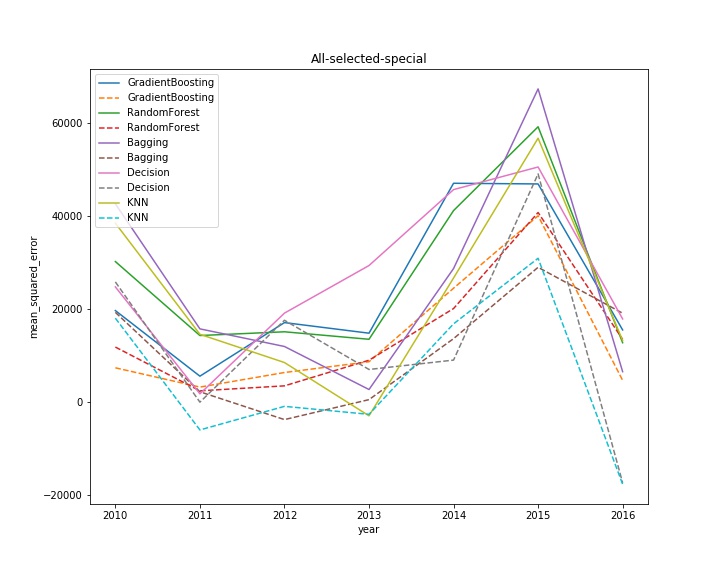 All-selected-special
GradientBoosting
GradientBoosting
RandomForest
RandomForest
Bagging
Bagging
Decision
Decision
KNN
KNN
60000
40000
20000
0
−20000
mean_squared_error
2010 2011 2012 2013 2014 2015 2016
year